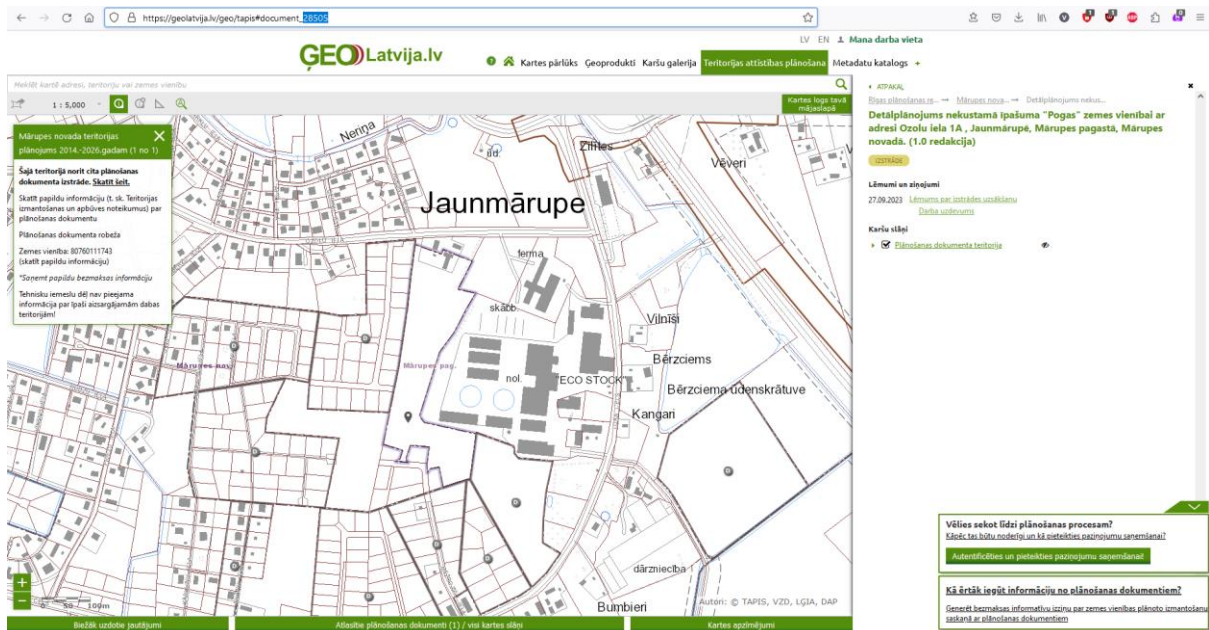 https://geolatvija.lv/geo/tapis#document_28505
LV EN Mana darba vieta
ĢEO Latvija.lv
Kartes pārlūks Ģeoprodukti Karšu galerija Teritorijas attīstības plānošana Metadatu katalogs +
Meklēt kartē adresi, teritoriju vai zemes vienību
1 : 5,000
Kartes logs tavā
mājaslapā
Mārupes novada teritorijas
plānojums 2014.-2026.gadam (1 no 1)
Šajā teritorijā norit cita plānošanas
dokumenta izstrāde. Skatīt šeit.
Skatīt papildu informāciju (t. sk. Teritorijas
izmantošanas un apbūves noteikumus) par
plānošanas dokumentu
Plānošanas dokumenta robeža
Zemes vienība: 80760111743
(skatīt papildu informāciju)
*Saņemt papildu bezmaksas informāciju
Tehnisku iemeslu dēļ nav pieejama
informācija par īpaši aizsargājamām dabas
teritorijām!
Neriņa
ūd.
Zīlītes
Vēveri
Jaunmārupe
ferma
skābb.
Vilnīši
Mārupes nov.
Mārupes pag.
nol.
"ECO STOCK"
Bērzciems
Bērzciema ūdenskrātuve
Kangari
D
D
D
D
D
D
dārzniecība
Bumbieri
0 50 100m
Autori: © TAPIS, VZD, LĢIA, DAP
Biežāk uzdotie jautājumi
Atlasītie plānošanas dokumenti (1) / visi kartes slāņi
Kartes apzīmējumi
ATPAKAĻ
Rīgas plānošanas re... → Mārupes nova... → Detālplānojums nekus...
Detālplānojums nekustamā īpašuma "Pogas" zemes vienībai ar
adresi Ozolu iela 1A , Jaunmārupē, Mārupes pagastā, Mārupes
novadā. (1.0 redakcija)
IZSTRĀDE
Lēmumi un ziņojumi
27.09.2023 Lēmums par izstrādes uzsākšanu
Darba uzdevums
Karšu slāņi
Plānošanas dokumenta teritorija
Vēlies sekot līdzi plānošanas procesam?
Kāpēc tas būtu noderīgi un kā pieteikties paziņojumu saņemšanai?
Autentificēties un pieteikties paziņojumu saņemšanai!
Kā ērtāk iegūt informāciju no plānošanas dokumentiem?
Ģenerēt bezmaksas informatīvu izziņu par zemes vienības plānoto izmantošanu
saskaņā ar plānošanas dokumentiem